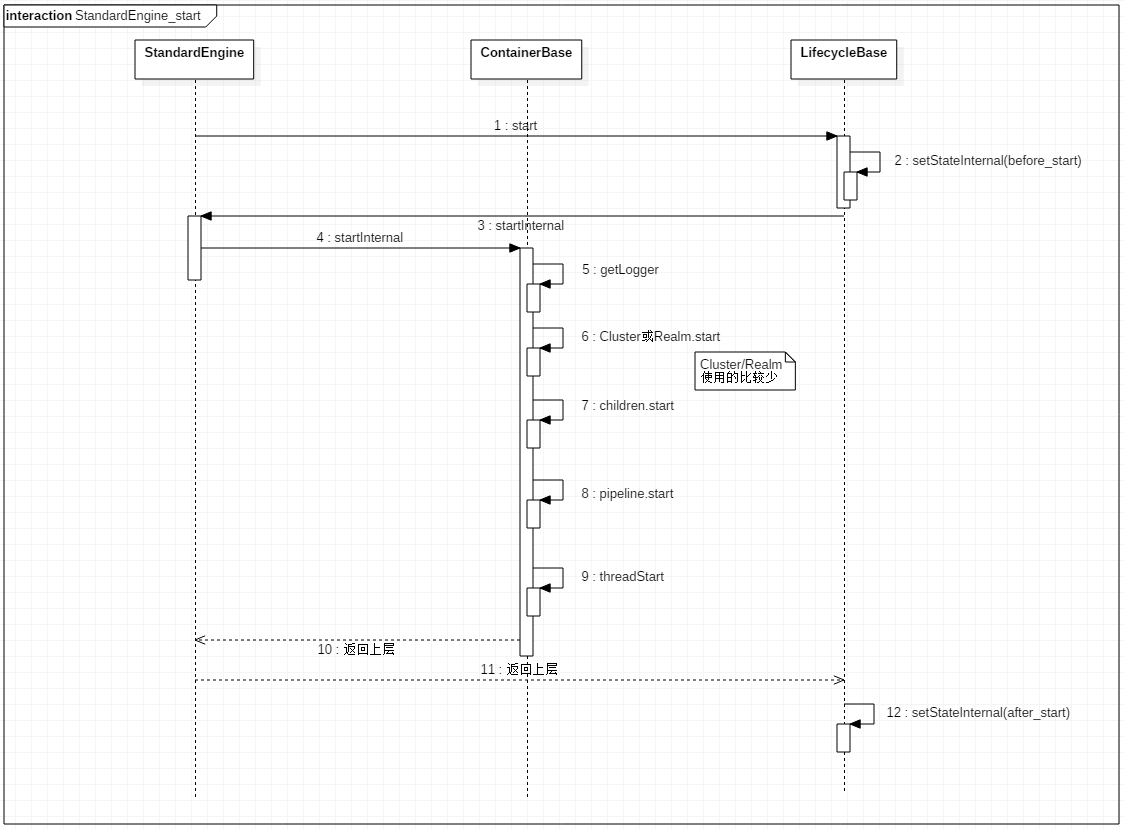 interaction StandardEngine_start
StandardEngine
ContainerBase
LifecycleBase
1 : start
2 : setStateInternal(before_start)
3 : startInternal
4 : startInternal
5 : getLogger
6 : Cluster或Realm.start
Cluster/Realm
使用的比较少
7 : children.start
8 : pipeline.start
9 : threadStart
10 : 返回上层
11 : 返回上层
12 : setStateInternal(after_start)